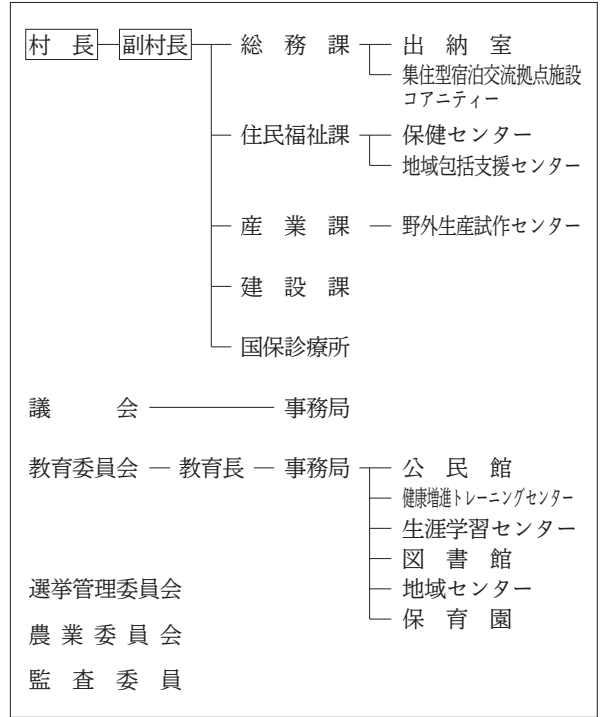 村長 副村長 総務課 出納室
集住型宿泊交流拠点施設
コアニティー
住民福祉課 保健センター
地域包括支援センター
産業課 野外生産試作センター
建設課
国保診療所
議会 事務局
教育委員会 教育長 事務局 公民館
健康増進トレーニングセンター
生涯学習センター
図書館
選挙管理委員会 地域センター
保育園
農業委員会
監査委員